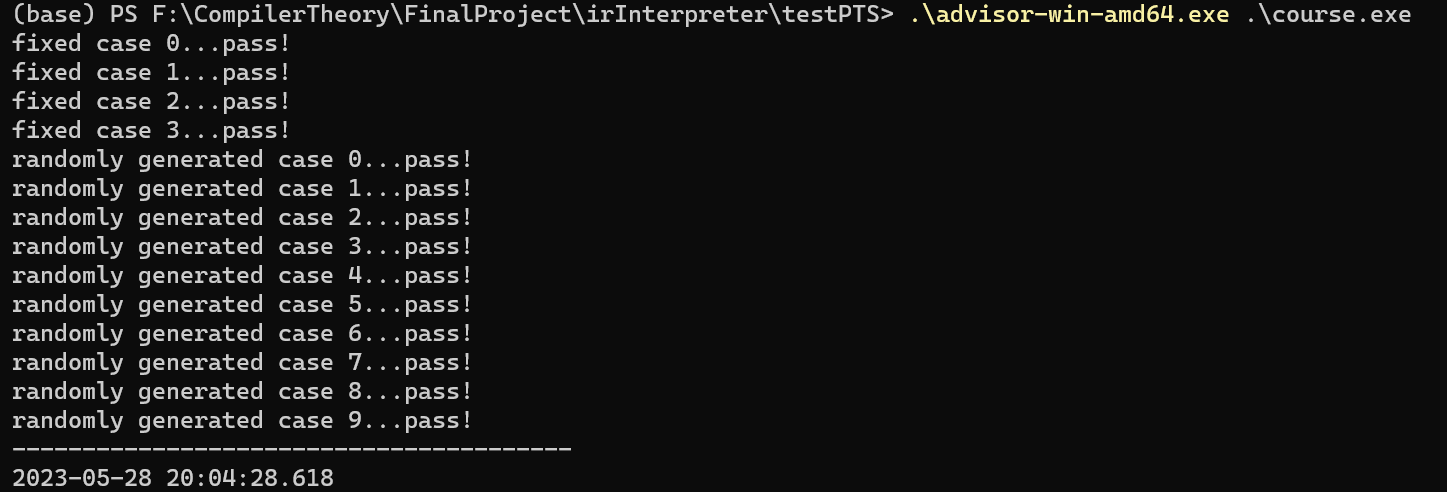 (base) PS F:\CompilerTheory\FinalProject\irInterpreter\testPTS> .\advisor-win-amd64.exe .\course.exe
fixed case 0...pass!
fixed case 1...pass!
fixed case 2...pass!
fixed case 3...pass!
randomly generated case 0...pass!
randomly generated case 1...pass!
randomly generated case 2...pass!
randomly generated case 3...pass!
randomly generated case 4...pass!
randomly generated case 5...pass!
randomly generated case 6...pass!
randomly generated case 7...pass!
randomly generated case 8...pass!
randomly generated case 9...pass!
----------------------------------------
2023-05-28 20:04:28.618